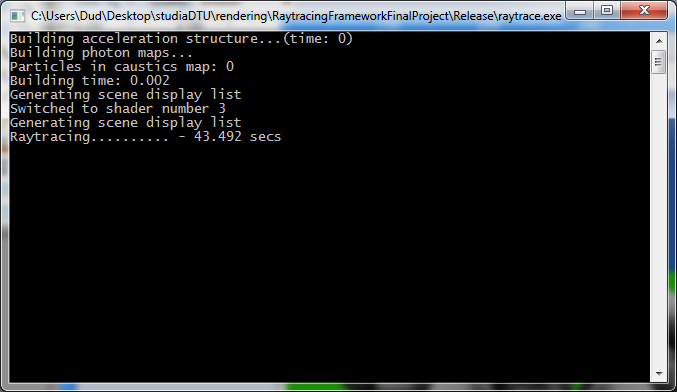 C:\Users\Dud\Desktop\studiaDTU\rendering\RaytracingFrameworkFinalProject\Release\raytrace.exe
Building acceleration structure...(time: 0)
Building photon maps...
Particles in caustics map: 0
Building time: 0.002
Generating scene display list
Switched to shader number 3
Generating scene display list
Raytracing.......... - 43.492 secs